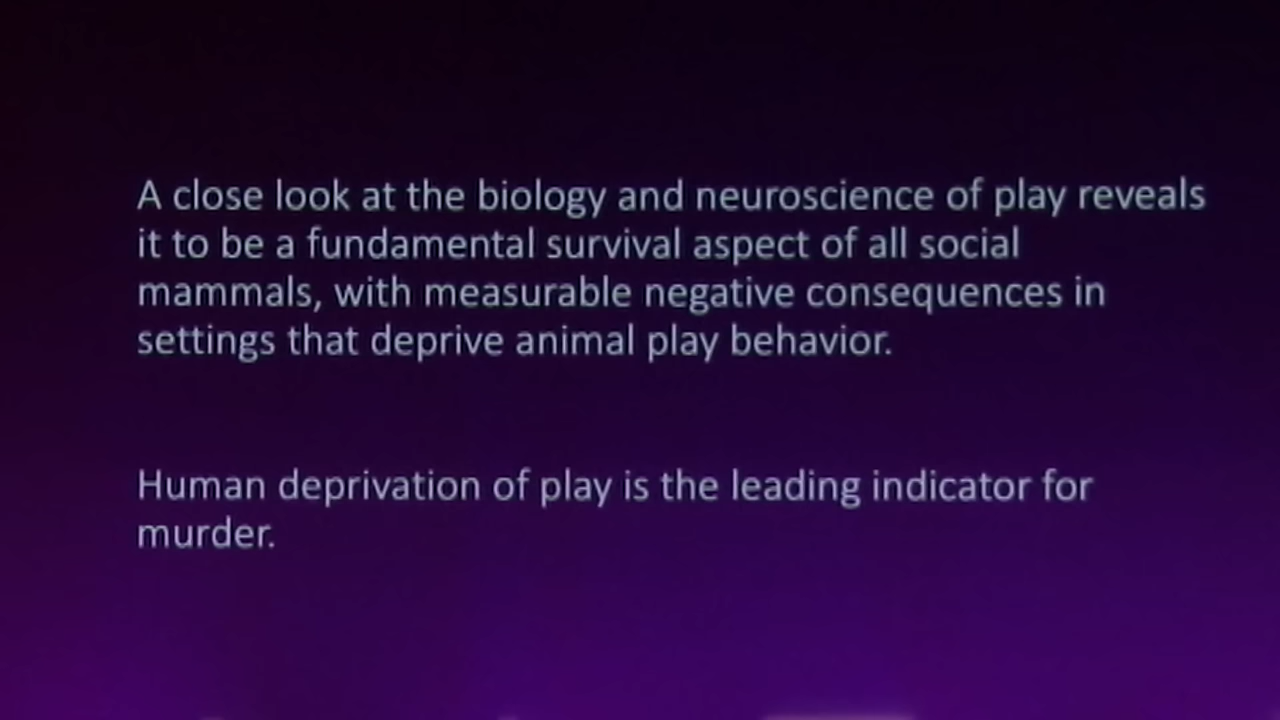 A close look at the biology and neuroscience of play reveals
it to be a fundamental survival aspect of all social
mammals, with measurable negative consequences in
settings that deprive animal play behavior.
Human deprivation of play is the leading indicator for
murder.